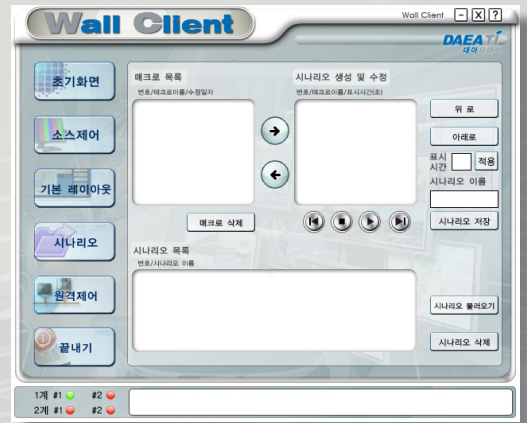 Wall Client
Wall Client - X ?
DAEATi
대아티아이
초기화면
소스제어
기본 레이아웃
시나리오
원격제어
끝내기
매크로 목록
번호/매크로이름/수정일자
시나리오 생성 및 수정
번호/매크로이름/표시시간(초)
위 로
아래로
표시
시간
적용
시나리오 이름
시나리오 저장
매크로 삭제
시나리오 목록
번호/시나리오 이름
시나리오 불러오기
시나리오 삭제
1계 #1 #2
2계 #1 #2